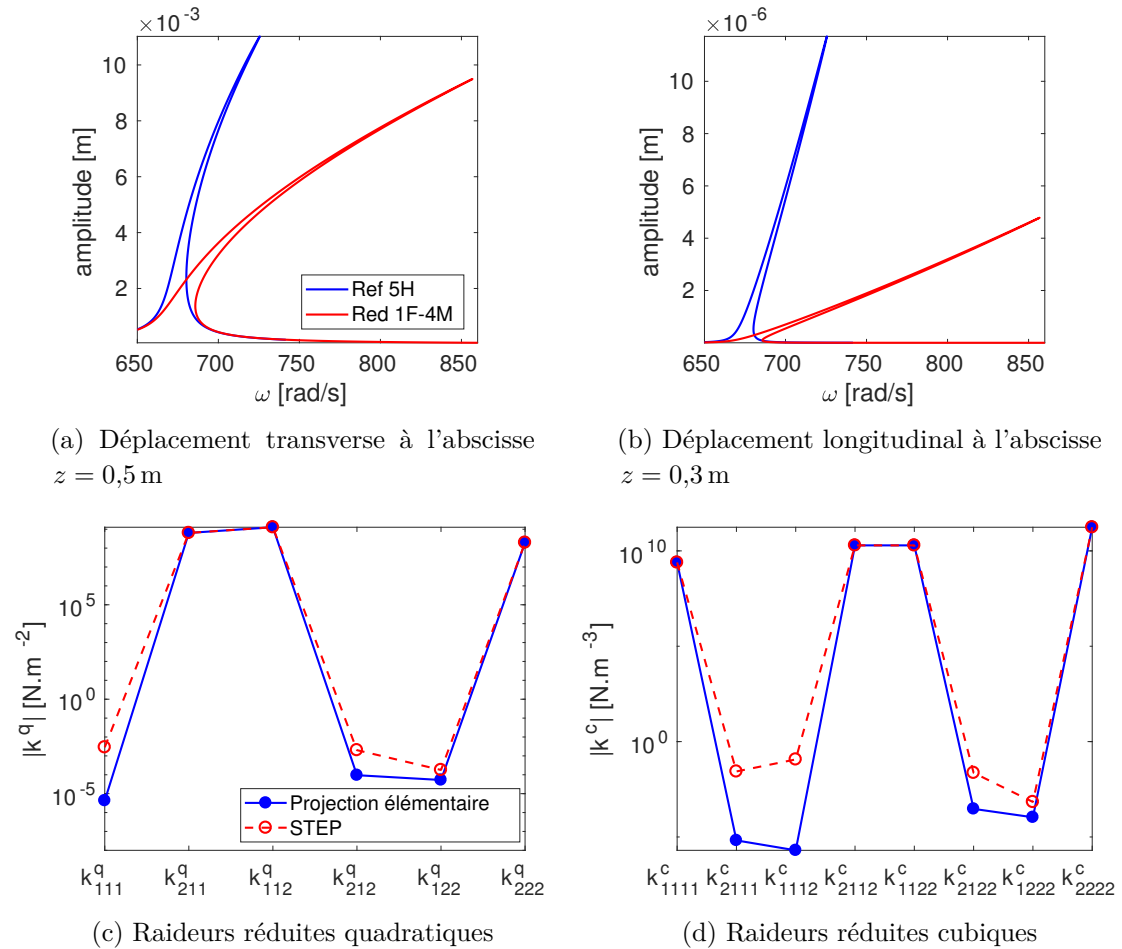 ×10⁻³
10
8
6
4
2
amplitude [m]
Ref 5H
Red 1F-4M
650 700 750 800 850
ω [rad/s]
(a) Déplacement transverse à l'abscisse
z = 0,5 m
×10⁻⁶
10
8
6
4
2
amplitude [m]
650 700 750 800 850
ω [rad/s]
(b) Déplacement longitudinal à l'abscisse
z = 0,3 m
10⁵
10⁰
10⁻⁵
|k^q| [N.m ⁻²]
Projection élémentaire
STEP
k^q_111 k^q_211 k^q_112 k^q_212 k^q_122 k^q_222
(c) Raideurs réduites quadratiques
10¹⁰
10⁰
|k^c| [N.m ⁻³]
k^c_1111 k^c_2111 k^c_1112 k^c_2112 k^c_1122 k^c_2122 k^c_1222 k^c_2222
(d) Raideurs réduites cubiques